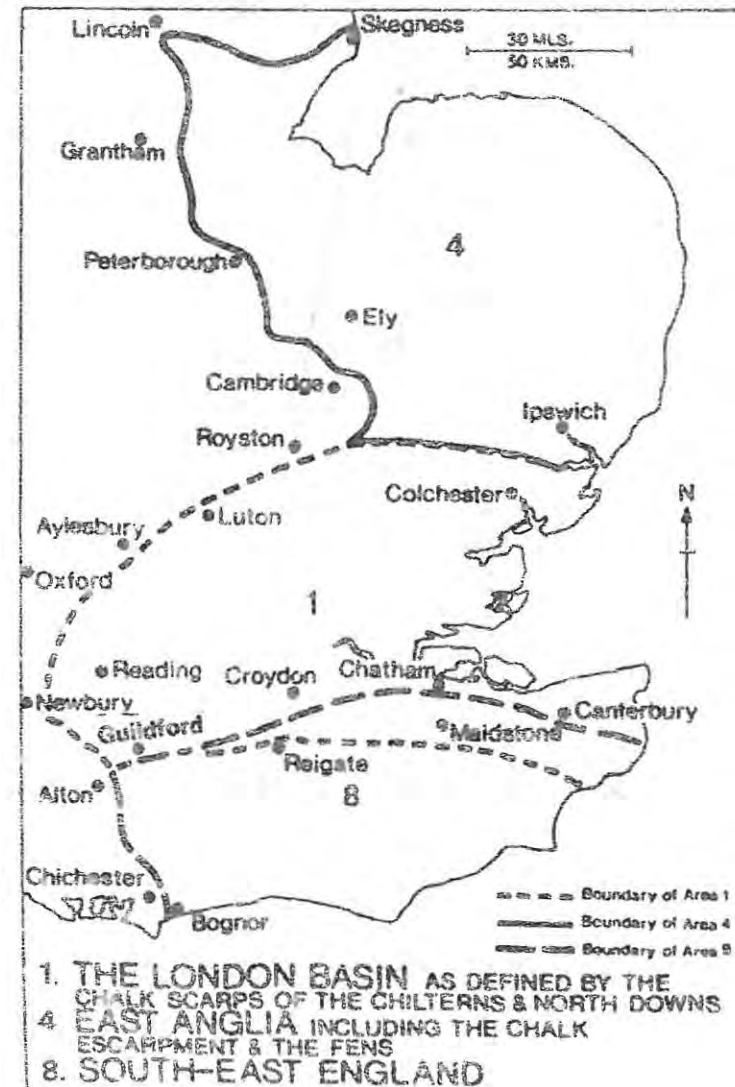 Lincoln
Skegness
30 MLS.
50 KMS.
Grantham
4
Peterborough
Ely
Cambridge
Ipswich
Royston
Colchester
N
Luton
Aylesbury
Oxford
1
Reading
Croydon
Chatham
Newbury
Canterbury
Guildford
Maidstone
Reigate
Alton
8
Chichester
Bognor
Boundary of Area 1
Boundary of Area 4
Boundary of Area 8
1. THE LONDON BASIN AS DEFINED BY THE
CHALK SCARPS OF THE CHILTERNS & NORTH DOWNS
4 EAST ANGLIA INCLUDING THE CHALK
ESCARPMENT & THE FENS
8. SOUTH-EAST ENGLAND